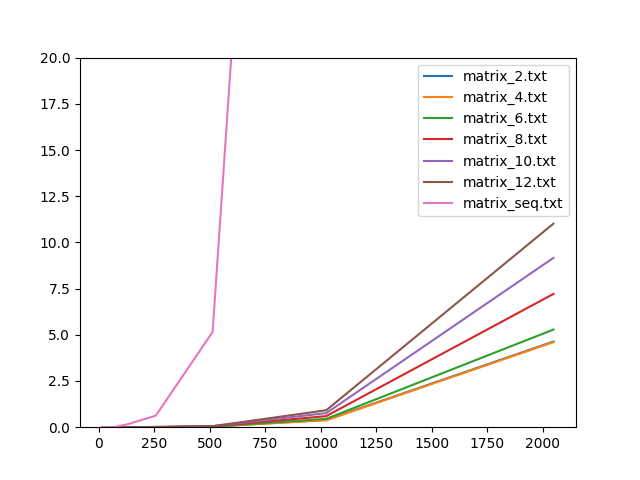 20.0
17.5
15.0
12.5
10.0
7.5
5.0
2.5
0.0
matrix_2.txt
matrix_4.txt
matrix_6.txt
matrix_8.txt
matrix_10.txt
matrix_12.txt
matrix_seq.txt
0 250 500 750 1000 1250 1500 1750 2000